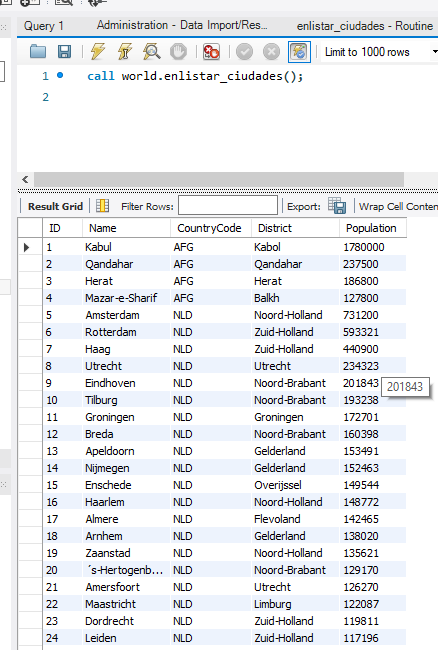 Query 1 Administration - Data Import/Res... enlistar_ciudades - Routine
Limit to 1000 rows
1 call world.enlistar_ciudades();
2
Result Grid Filter Rows: Export: Wrap Cell Conten
ID Name CountryCode District Population
1 Kabul AFG Kabol 1780000
2 Qandahar AFG Qandahar 237500
3 Herat AFG Herat 186800
4 Mazar-e-Sharif AFG Balkh 127800
5 Amsterdam NLD Noord-Holland 731200
6 Rotterdam NLD Zuid-Holland 593321
7 Haag NLD Zuid-Holland 440900
8 Utrecht NLD Utrecht 234323
9 Eindhoven NLD Noord-Brabant 201843 201843
10 Tilburg NLD Noord-Brabant 193238
11 Groningen NLD Groningen 172701
12 Breda NLD Noord-Brabant 160398
13 Apeldoorn NLD Gelderland 153491
14 Nijmegen NLD Gelderland 152463
15 Enschede NLD Overijssel 149544
16 Haarlem NLD Noord-Holland 148772
17 Almere NLD Flevoland 142465
18 Arnhem NLD Gelderland 138020
19 Zaanstad NLD Noord-Holland 135621
20 ´s-Hertogenb... NLD Noord-Brabant 129170
21 Amersfoort NLD Utrecht 126270
22 Maastricht NLD Limburg 122087
23 Dordrecht NLD Zuid-Holland 119811
24 Leiden NLD Zuid-Holland 117196